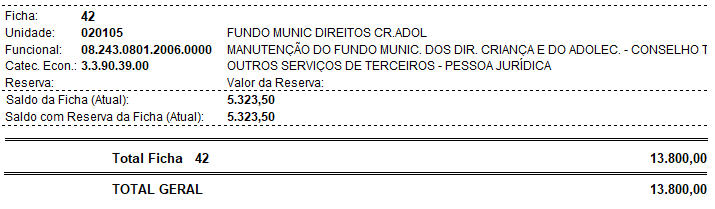 Ficha: 42
Unidade: 020105 FUNDO MUNIC DIREITOS CR.ADOL
Funcional: 08.243.0801.2006.0000 MANUTENÇÃO DO FUNDO MUNIC. DOS DIR. CRIANÇA E DO ADOLEC. - CONSELHO T
Catec. Econ.: 3.3.90.39.00 OUTROS SERVIÇOS DE TERCEIROS - PESSOA JURÍDICA
Reserva: Valor da Reserva:
Saldo da Ficha (Atual): 5.323,50
Saldo com Reserva da Ficha (Atual): 5.323,50
Total Ficha 42 13.800,00
TOTAL GERAL 13.800,00